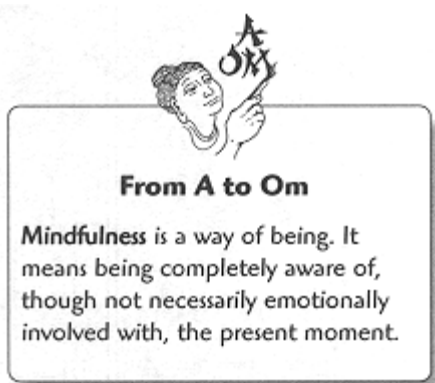 A
OM
From A to Om
Mindfulness is a way of being. It
means being completely aware of,
though not necessarily emotionally
involved with, the present moment.